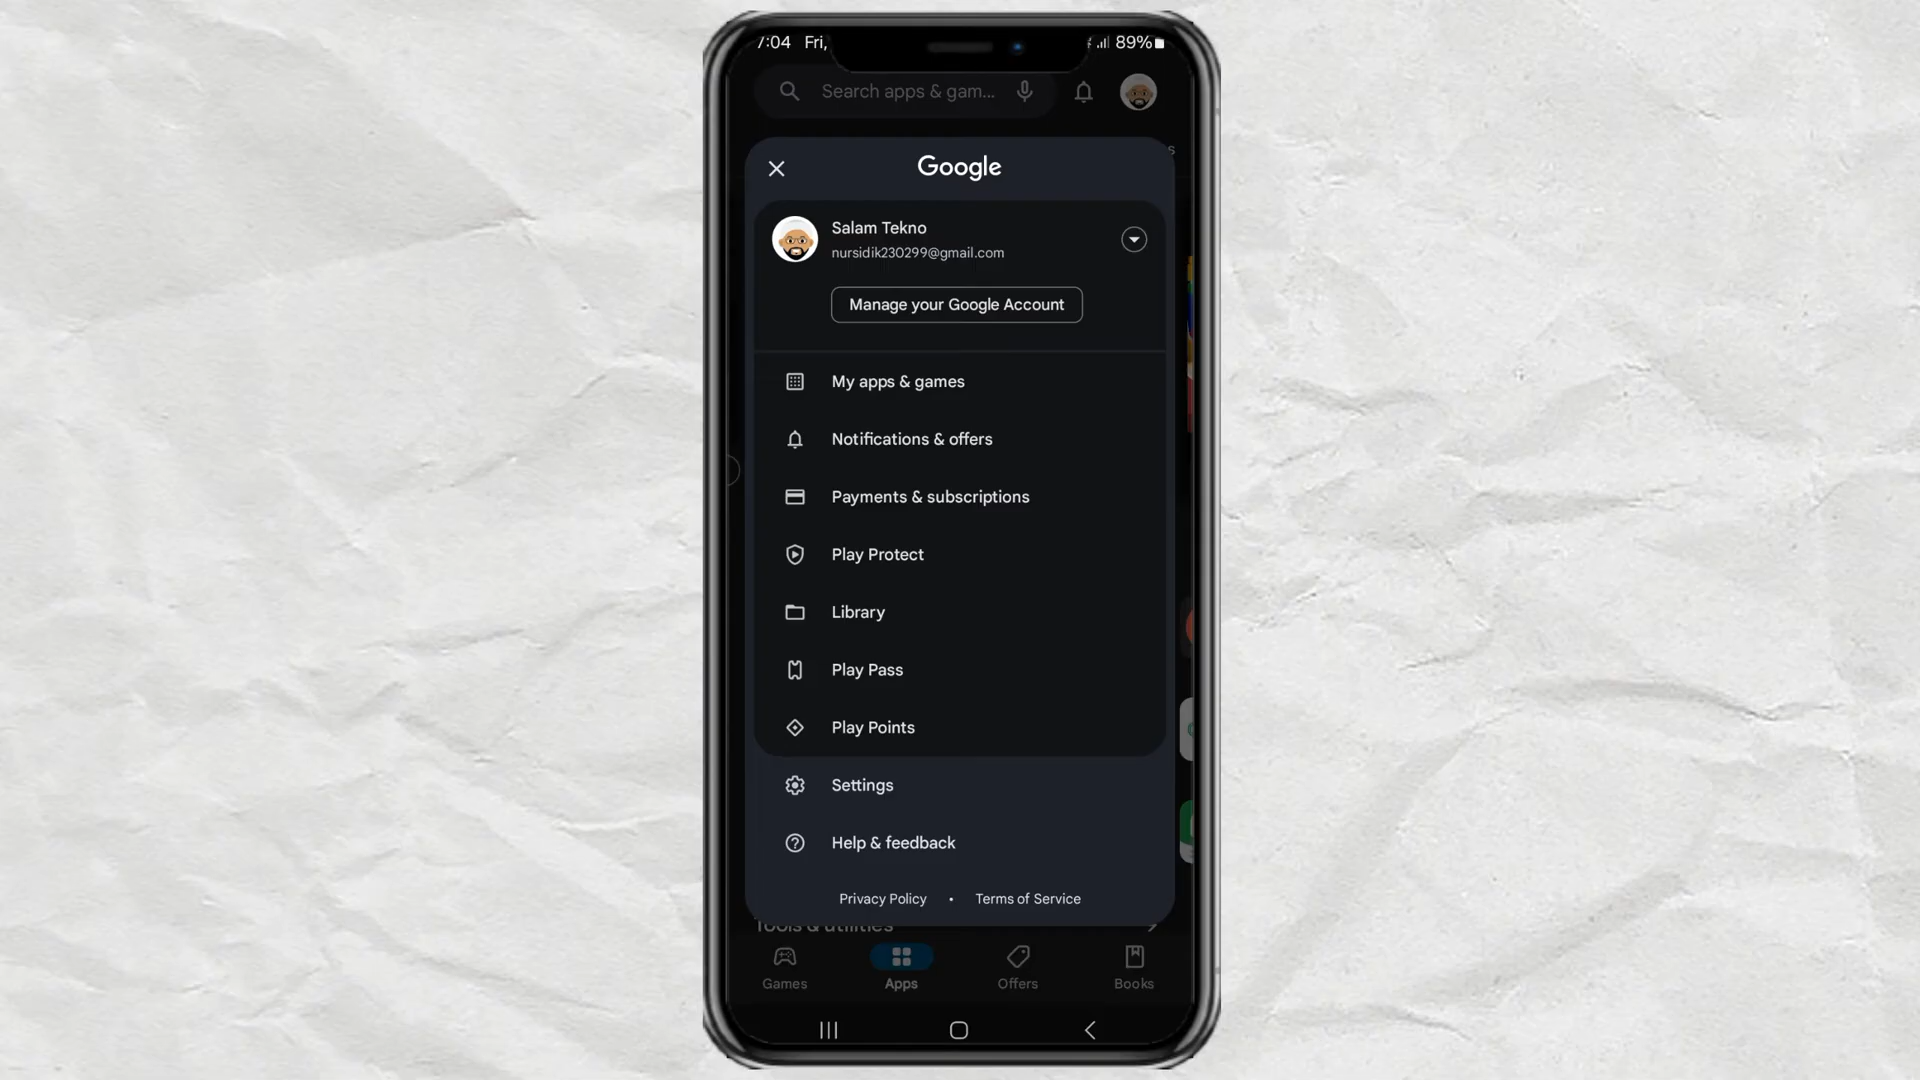 7:04 Fri,
89%
Search apps & gam...
s
Google
Salam Tekno
nursidik230299@gmail.com
Manage your Google Account
My apps & games
Notifications & offers
Payments & subscriptions
Play Protect
Library
Play Pass
Play Points
Settings
Help & feedback
Privacy Policy • Terms of Service
Tools & utilities
Games Apps Offers Books